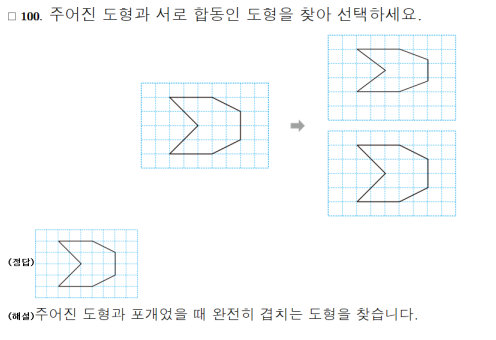 □ 100. 주어진 도형과 서로 합동인 도형을 찾아 선택하세요.
(정답)
(해설)주어진 도형과 포개었을 때 완전히 겹치는 도형을 찾습니다.